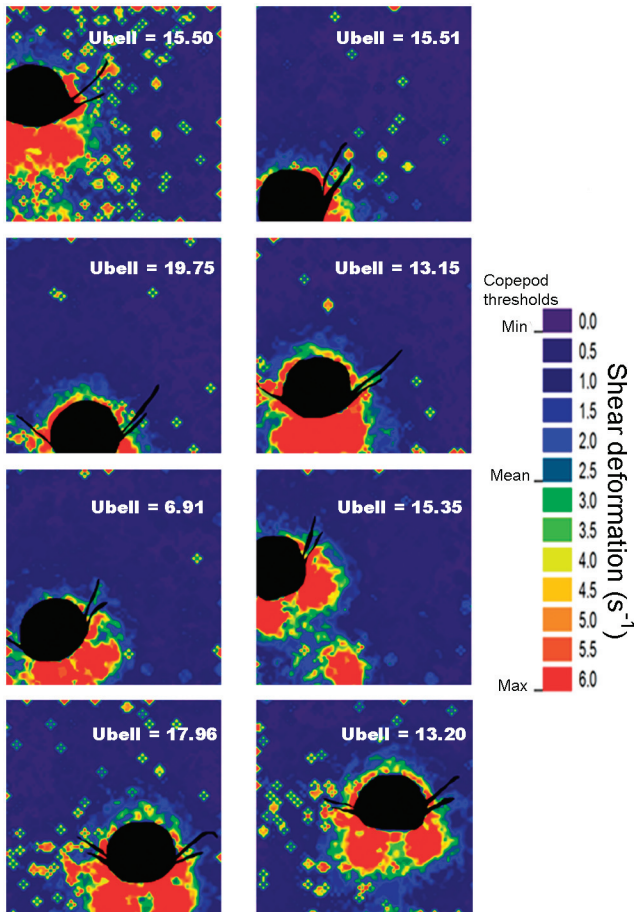 Ubell = 15.50
Ubell = 15.51
Ubell = 19.75
Ubell = 13.15
Ubell = 6.91
Ubell = 15.35
Ubell = 17.96
Ubell = 13.20
Copepod
thresholds
Min
Mean
Max
0.0
0.5
1.0
1.5
2.0
2.5
3.0
3.5
4.0
4.5
5.0
5.5
6.0
Shear deformation (s⁻¹)